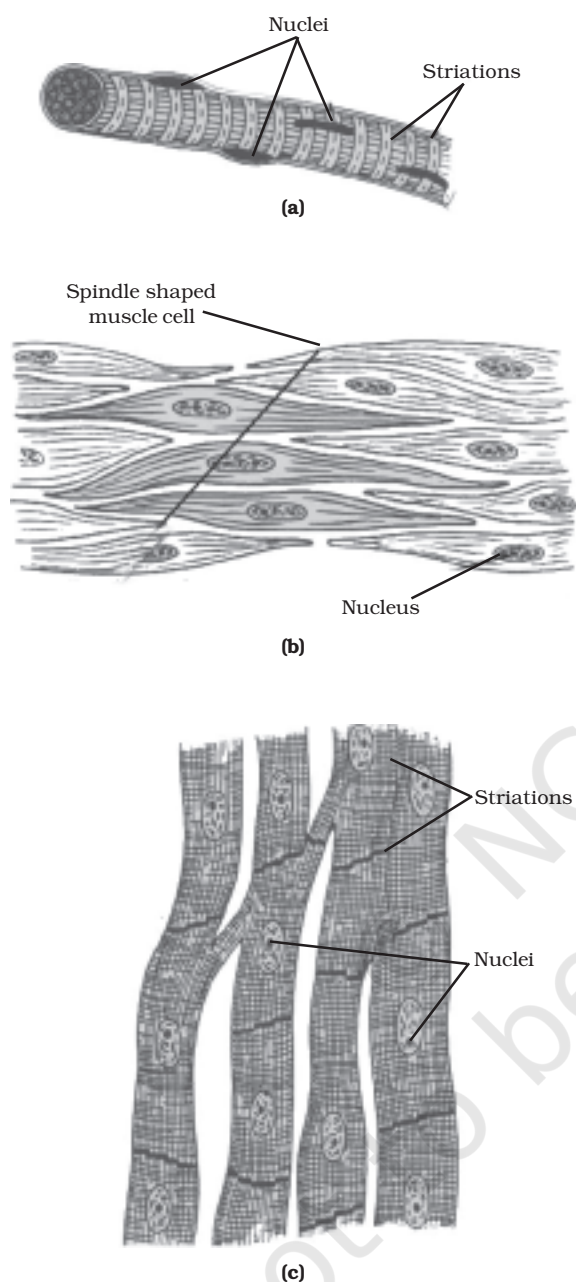 Nuclei
Striations
(a)
Spindle shaped
muscle cell
Nucleus
(b)
Striations
Nuclei
(c)